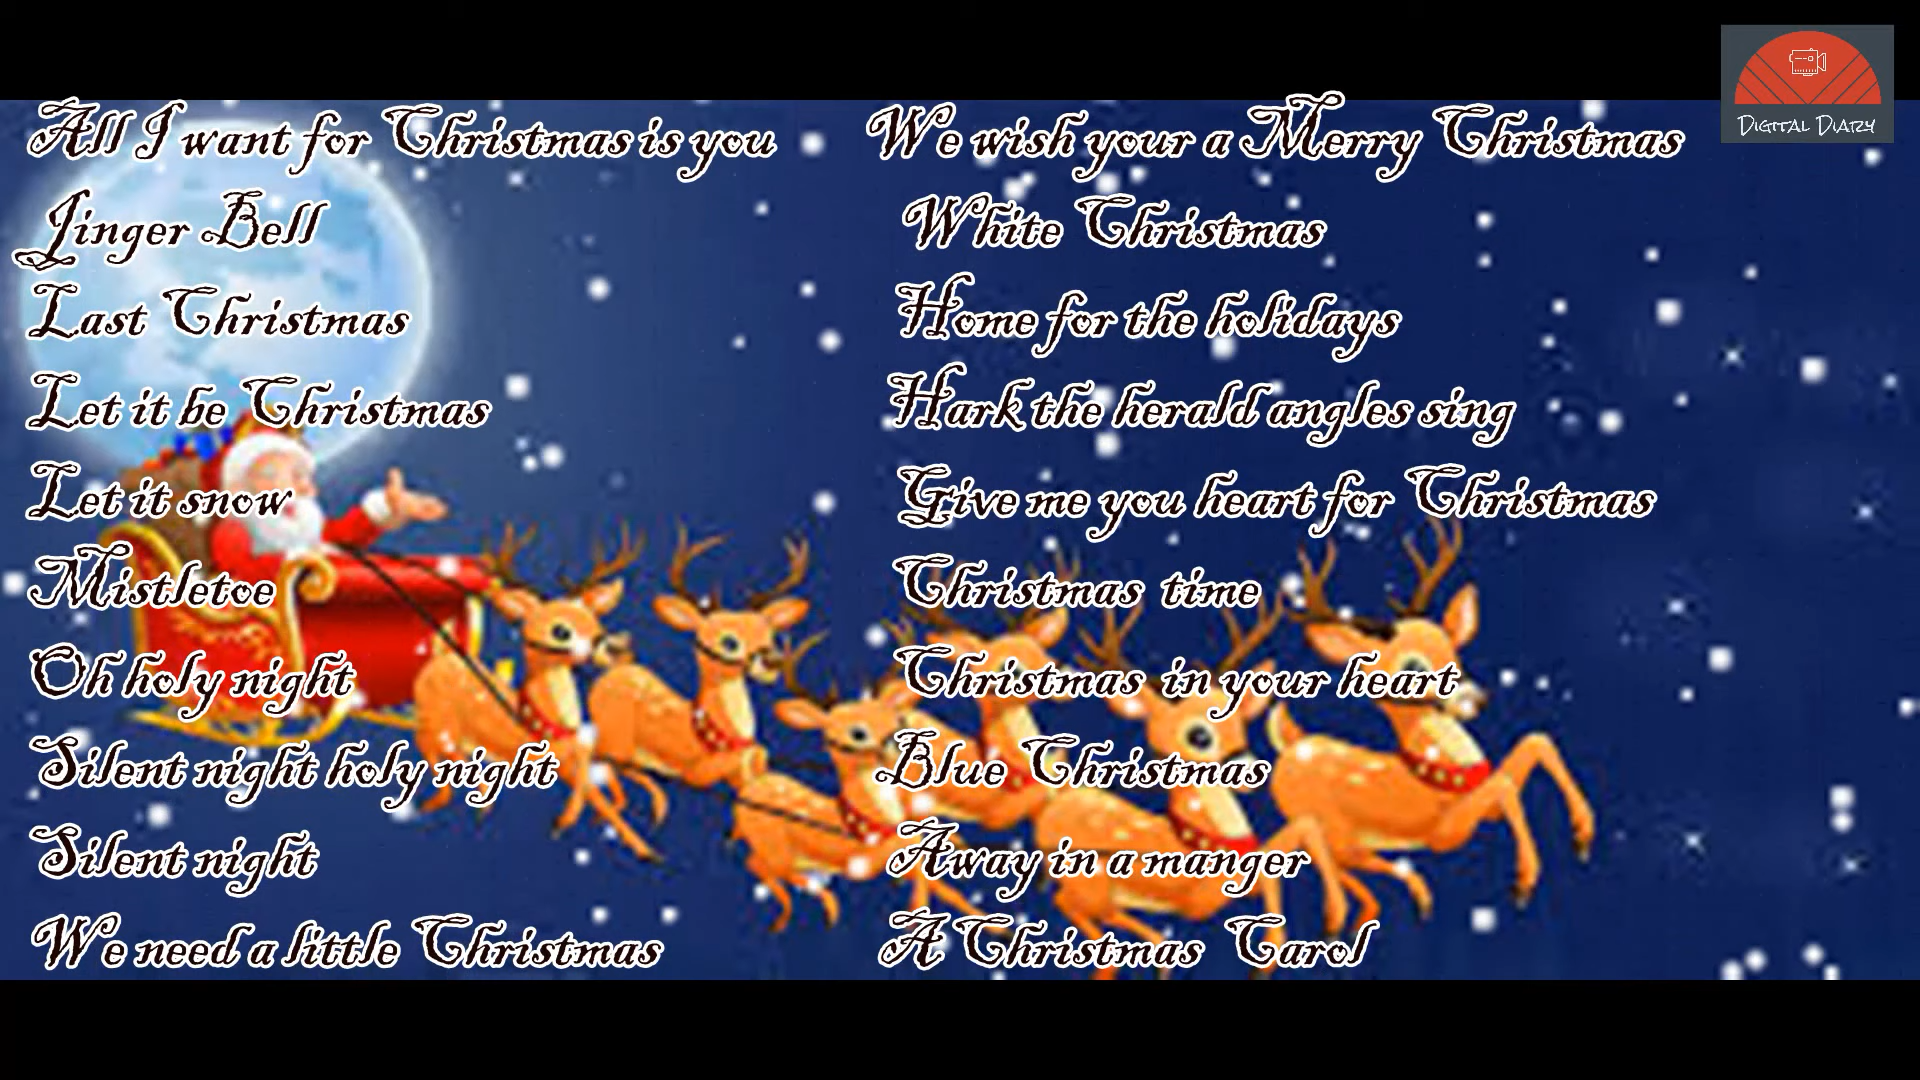 All I want for Christmas is you
Jinger Bell
Last Christmas
Let it be Christmas
Let it snow
Mistletoe
Oh holy night
Silent night holy night
Silent night
We need a little Christmas
We wish your a Merry Christmas
White Christmas
Home for the holidays
Hark the herald angles sing
Give me you heart for Christmas
Christmas time
Christmas in your heart
Blue Christmas
Away in a manger
A Christmas Carol
DIGITAL DIARY